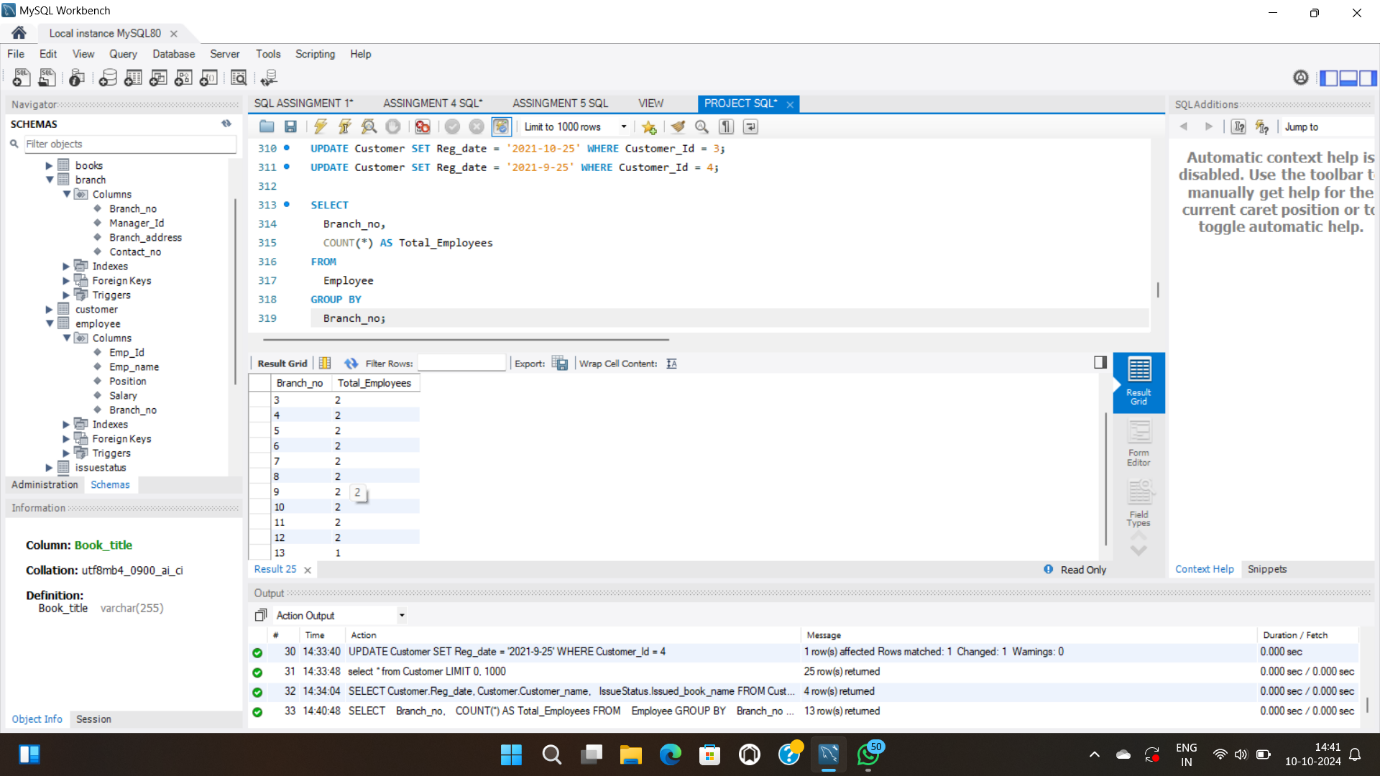 MySQL Workbench
Local instance MySQL80
File Edit View Query Database Server Tools Scripting Help
Navigator
SCHEMAS
Filter objects
books
branch
Columns
Branch_no
Manager_Id
Branch_address
Contact_no
Indexes
Foreign Keys
Triggers
customer
employee
Columns
Emp_Id
Emp_name
Position
Salary
Branch_no
Indexes
Foreign Keys
Triggers
issuestatus
Administration Schemas
Information
Column: Book_title
Collation: utf8mb4_0900_ai_ci
Definition:
Book_title varchar(255)
Object Info Session
SQL ASSINGMENT 1* ASSINGMENT 4 SQL* ASSINGMENT 5 SQL VIEW PROJECT SQL*
Limit to 1000 rows
310 UPDATE Customer SET Reg_date = '2021-10-25' WHERE Customer_Id = 3;
311 UPDATE Customer SET Reg_date = '2021-9-25' WHERE Customer_Id = 4;
312
313 SELECT
314 Branch_no,
315 COUNT(*) AS Total_Employees
316 FROM
317 Employee
318 GROUP BY
319 Branch_no;
Result Grid Filter Rows: Export: Wrap Cell Content:
Branch_no Total_Employees
3 2
4 2
5 2
6 2
7 2
8 2
9 2 2
10 2
11 2
12 2
13 1
Result Grid
Form Editor
Field Types
Result 25 Read Only
Output
Action Output
# Time Action Message Duration / Fetch
30 14:33:40 UPDATE Customer SET Reg_date = '2021-9-25' WHERE Customer_Id = 4 1 row(s) affected Rows matched: 1 Changed: 1 Warnings: 0 0.000 sec
31 14:33:48 select * from Customer LIMIT 0, 1000 25 row(s) returned 0.000 sec / 0.000 sec
32 14:34:04 SELECT Customer.Reg_date, Customer.Customer_name, IssueStatus.Issued_book_name FROM Cust... 4 row(s) returned 0.000 sec / 0.000 sec
33 14:40:48 SELECT Branch_no, COUNT(*) AS Total_Employees FROM Employee GROUP BY Branch_no ... 13 row(s) returned 0.000 sec / 0.000 sec
SQLAdditions
Jump to
Automatic context help is
disabled. Use the toolbar t
manually get help for the
current caret position or to
toggle automatic help.
Context Help Snippets
50
ENG
IN
14:41
10-10-2024